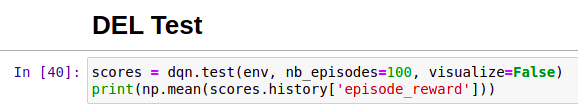 DEL Test
In [40]: scores = dqn.test(env, nb_episodes=100, visualize=False)
print(np.mean(scores.history['episode_reward']))